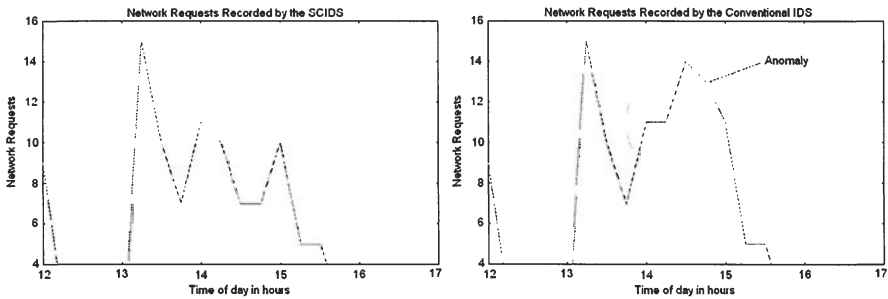 Network Requests Recorded by the SCIDS
16
14
12
10
8
6
4
Network Requests
12 13 14 15 16 17
Time of day in hours
Network Requests Recorded by the Conventional IDS
16
14
12
10
8
6
4
Network Requests
Anomaly
12 13 14 15 16 17
Time of day in hours